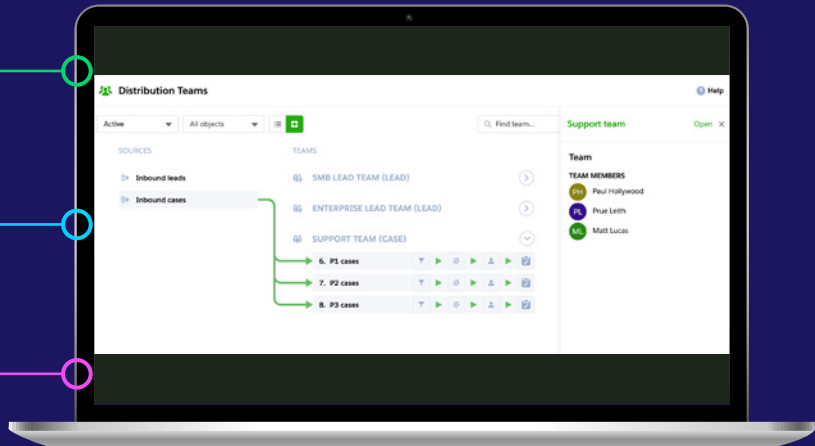 Distribution Teams
Help
Active
All objects
Find team...
Support team
Open
SOURCES
TEAMS
Inbound leads
Inbound cases
SMB LEAD TEAM (LEAD)
ENTERPRISE LEAD TEAM (LEAD)
SUPPORT TEAM (CASE)
6. P1 cases
7. P2 cases
8. P3 cases
Team
TEAM MEMBERS
PH Paul Hollywood
PL Prue Leith
ML Matt Lucas